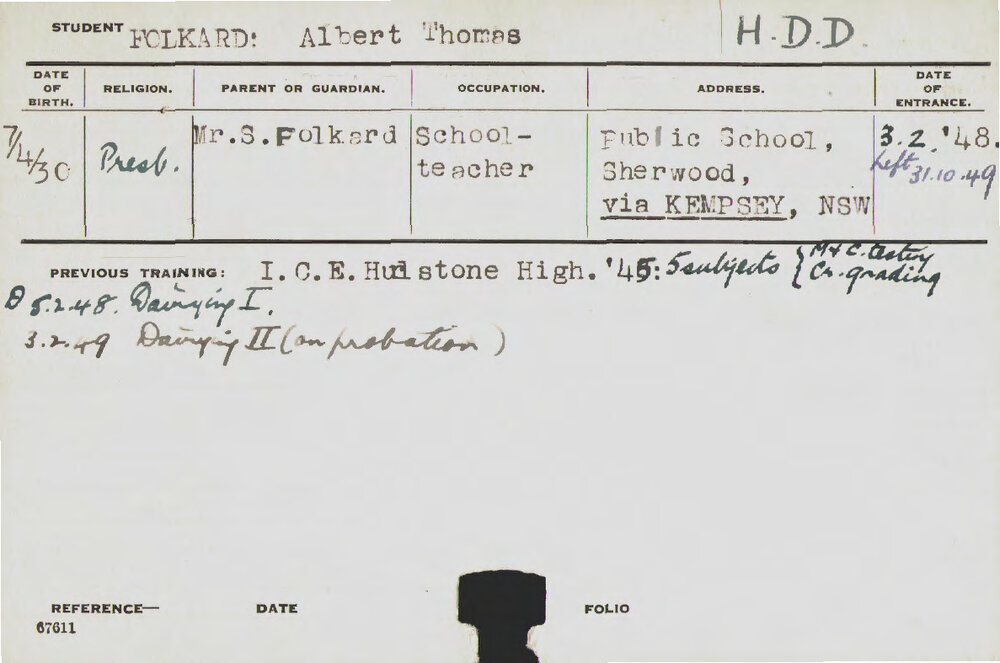 STUDENT FOLKARD: Albert Thomas H.D.D.
DATE OF BIRTH. RELIGION. PARENT OR GUARDIAN. OCCUPATION. ADDRESS. DATE OF ENTRANCE.
7/4/30 Presb. Mr.S.Folkard School- Public School, 3.2.'48.
teacher Sherwood, Left 31.10.49
via KEMPSEY, NSW
PREVIOUS TRAINING: I.C.E. Hurlstone High. '45: 5 subjects { M & C. testing
Cr. grading
5.2.48. Dairying I.
3.2.49 Dairying II (on probation)
REFERENCE— DATE FOLIO
67611